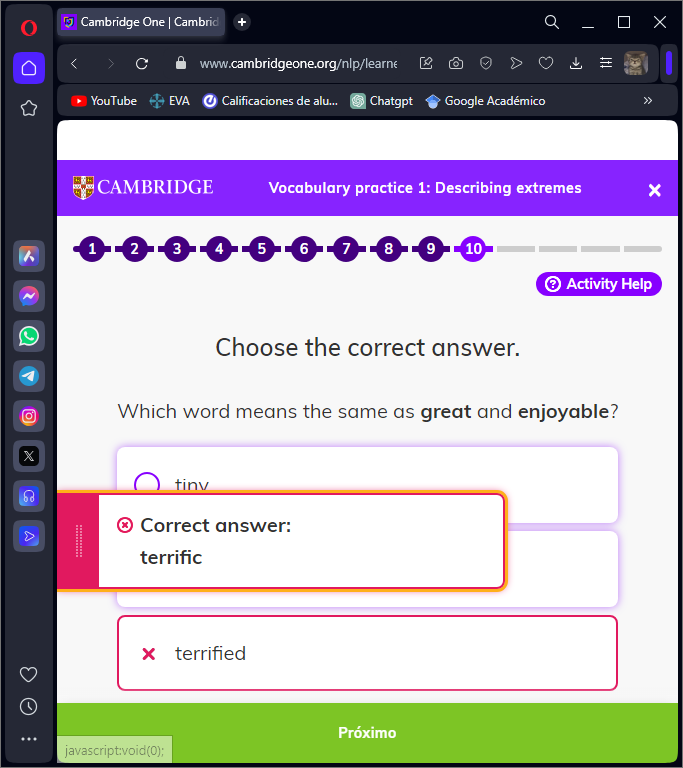 Cambridge One | Cambrid
www.cambridgeone.org/nlp/learne
YouTube
EVA
Calificaciones de alu...
Chatgpt
Google Académico
»
CAMBRIDGE
Vocabulary practice 1: Describing extremes
1 2 3 4 5 6 7 8 9 10
Activity Help
Choose the correct answer.
Which word means the same as great and enjoyable?
tiny
Correct answer:
terrific
terrified
Próximo
javascript:void(0);